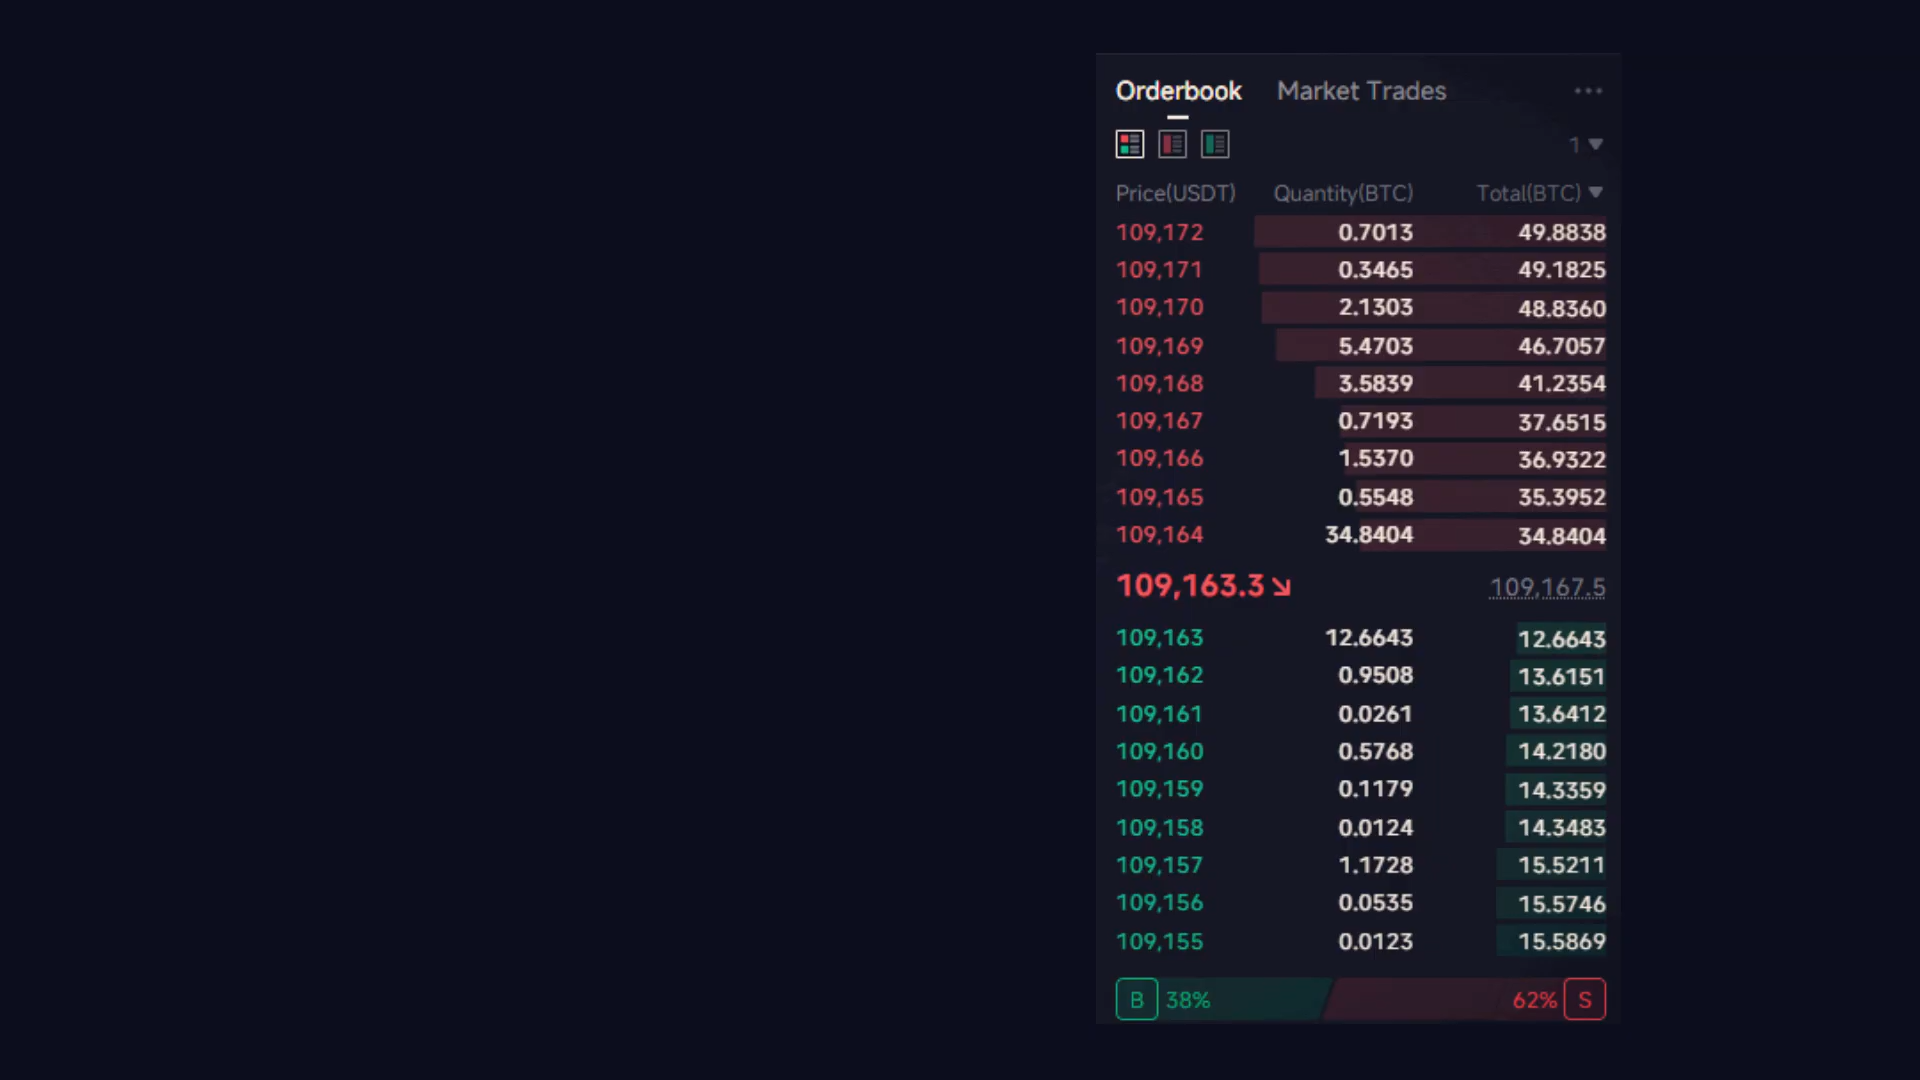 Orderbook Market Trades ...
1
Price(USDT) Quantity(BTC) Total(BTC)
109,172 0.7013 49.8838
109,171 0.3465 49.1825
109,170 2.1303 48.8360
109,169 5.4703 46.7057
109,168 3.5839 41.2354
109,167 0.7193 37.6515
109,166 1.5370 36.9322
109,165 0.5548 35.3952
109,164 34.8404 34.8404
109,163.3↘ 109,167.5
109,163 12.6643 12.6643
109,162 0.9508 13.6151
109,161 0.0261 13.6412
109,160 0.5768 14.2180
109,159 0.1179 14.3359
109,158 0.0124 14.3483
109,157 1.1728 15.5211
109,156 0.0535 15.5746
109,155 0.0123 15.5869
B 38% 62% S